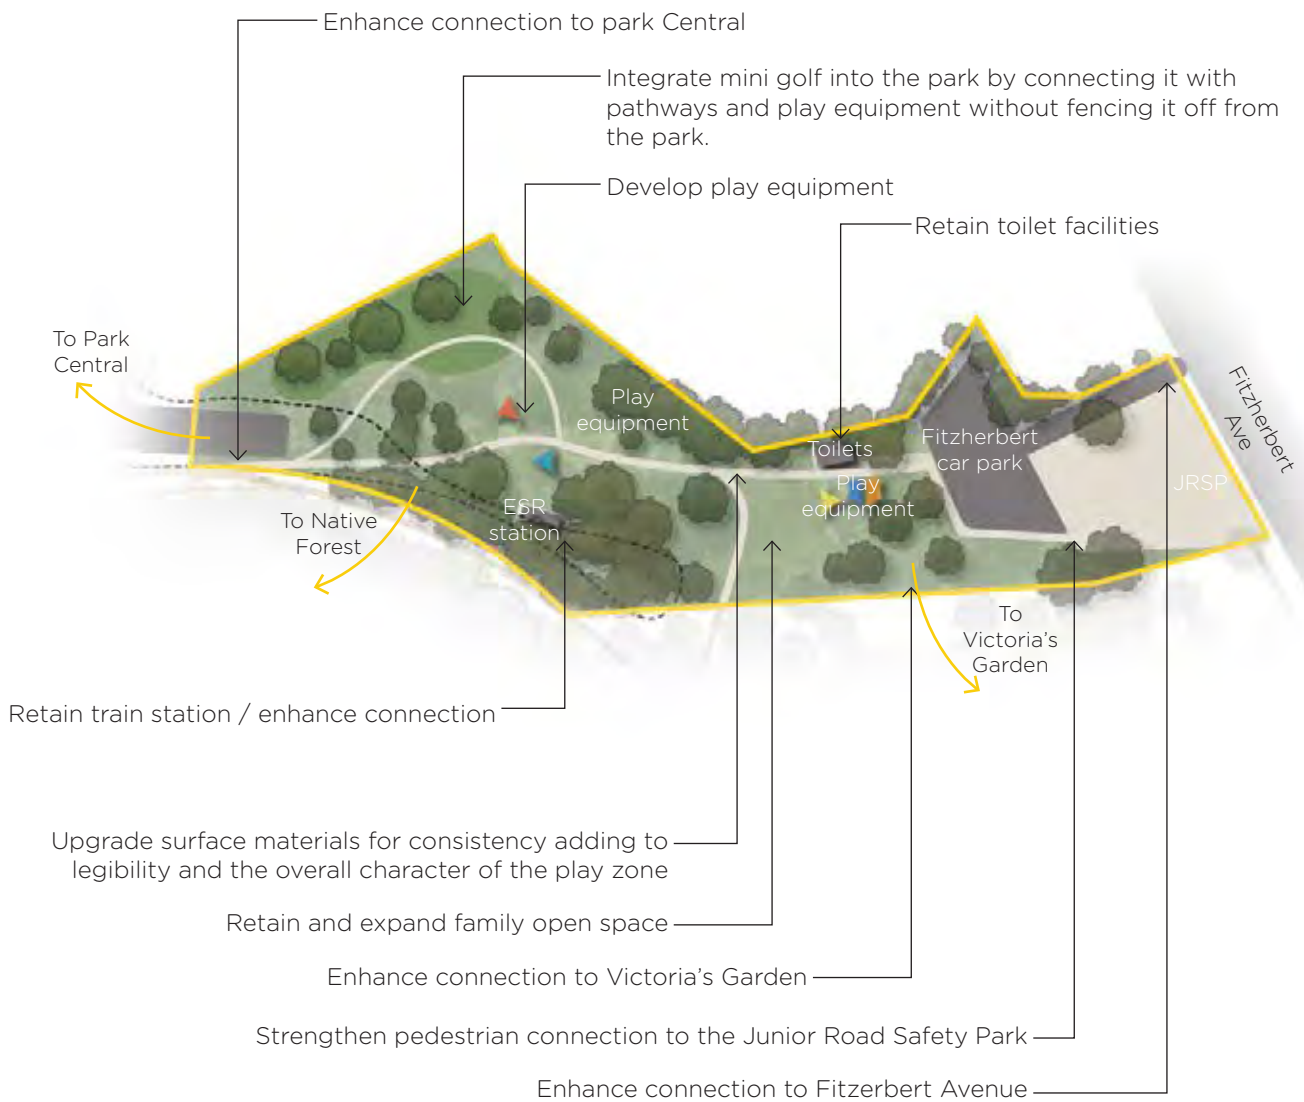 Enhance connection to park Central
Integrate mini golf into the park by connecting it with
pathways and play equipment without fencing it off from
the park.
Develop play equipment
Retain toilet facilities
To Park
Central
Fitzherbert
Ave
Play
equipment
Toilets
Fitzherbert
car park
Play
equipment
JRSP
ESR
station
To Native
Forest
To
Victoria's
Garden
Retain train station / enhance connection
Upgrade surface materials for consistency adding to
legibility and the overall character of the play zone
Retain and expand family open space
Enhance connection to Victoria's Garden
Strengthen pedestrian connection to the Junior Road Safety Park
Enhance connection to Fitzerbert Avenue